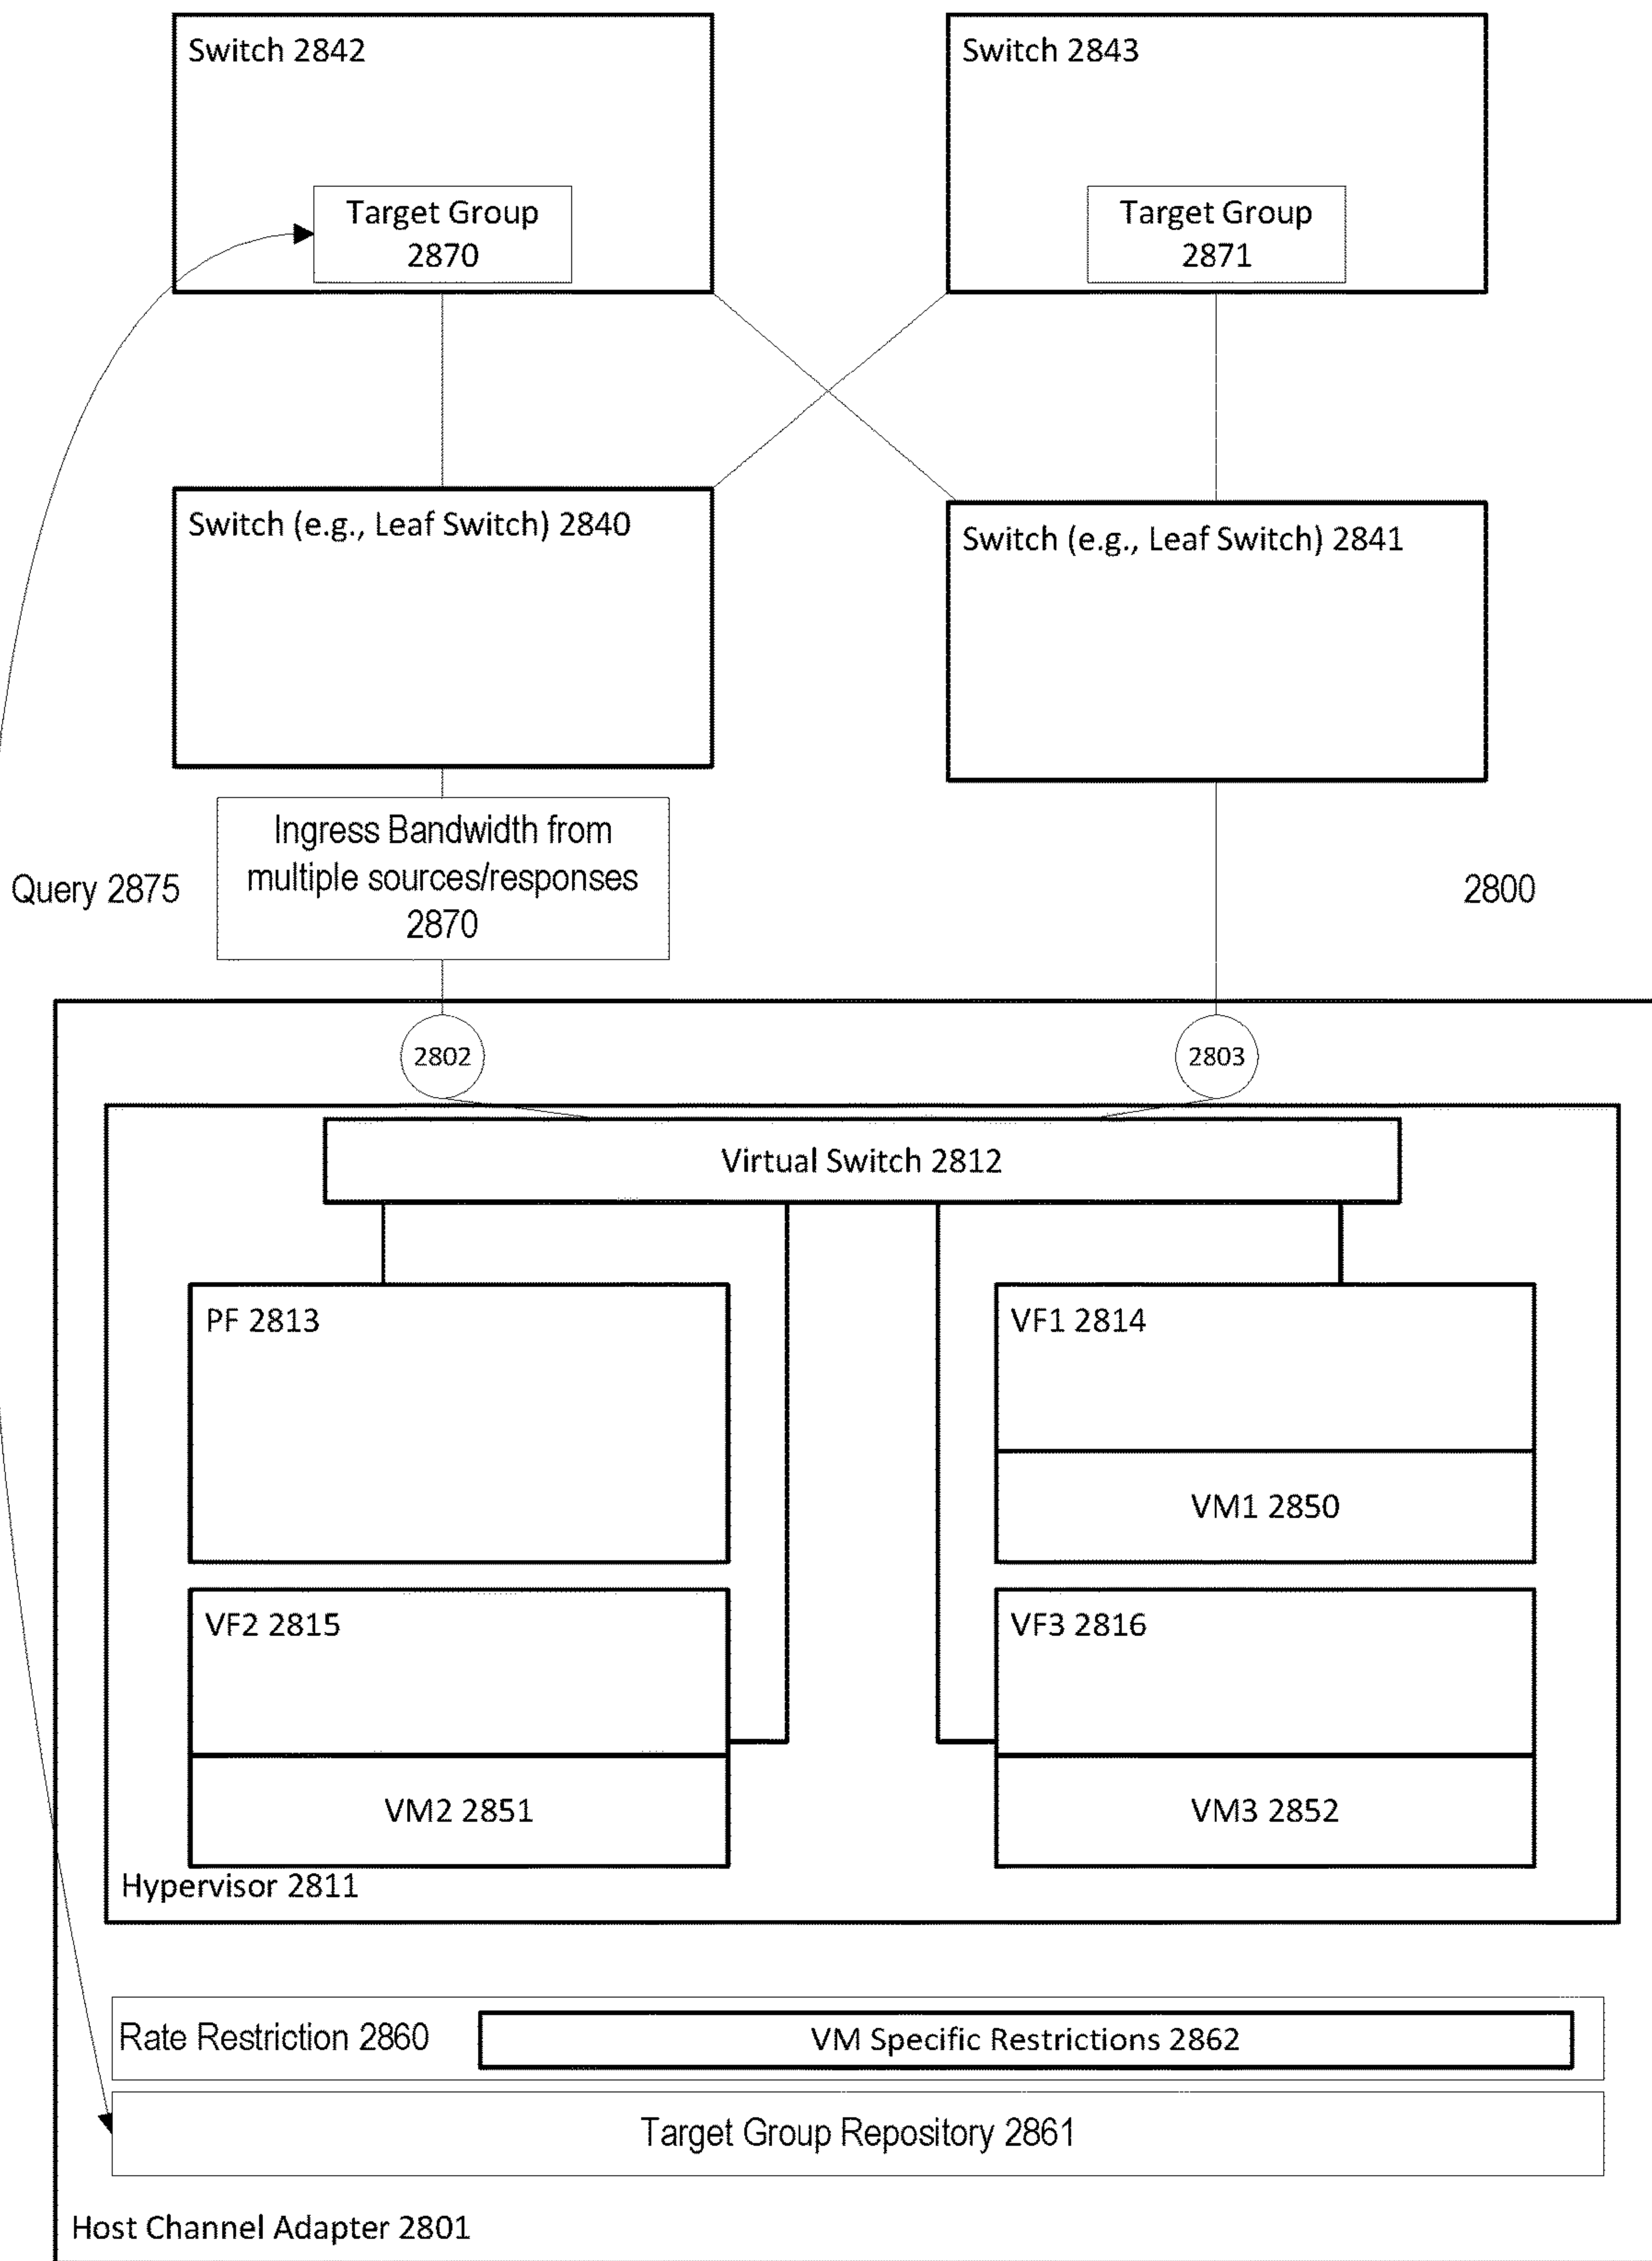 Switch 2842
Switch 2843
Target Group
2870
Target Group
2871
Switch (e.g., Leaf Switch) 2840
Switch (e.g., Leaf Switch) 2841
Ingress Bandwidth from
multiple sources/responses
2870
Query 2875
2800
2802
2803
Virtual Switch 2812
PF 2813
VF1 2814
VM1 2850
VF2 2815
VF3 2816
VM2 2851
VM3 2852
Hypervisor 2811
Rate Restriction 2860
VM Specific Restrictions 2862
Target Group Repository 2861
Host Channel Adapter 2801